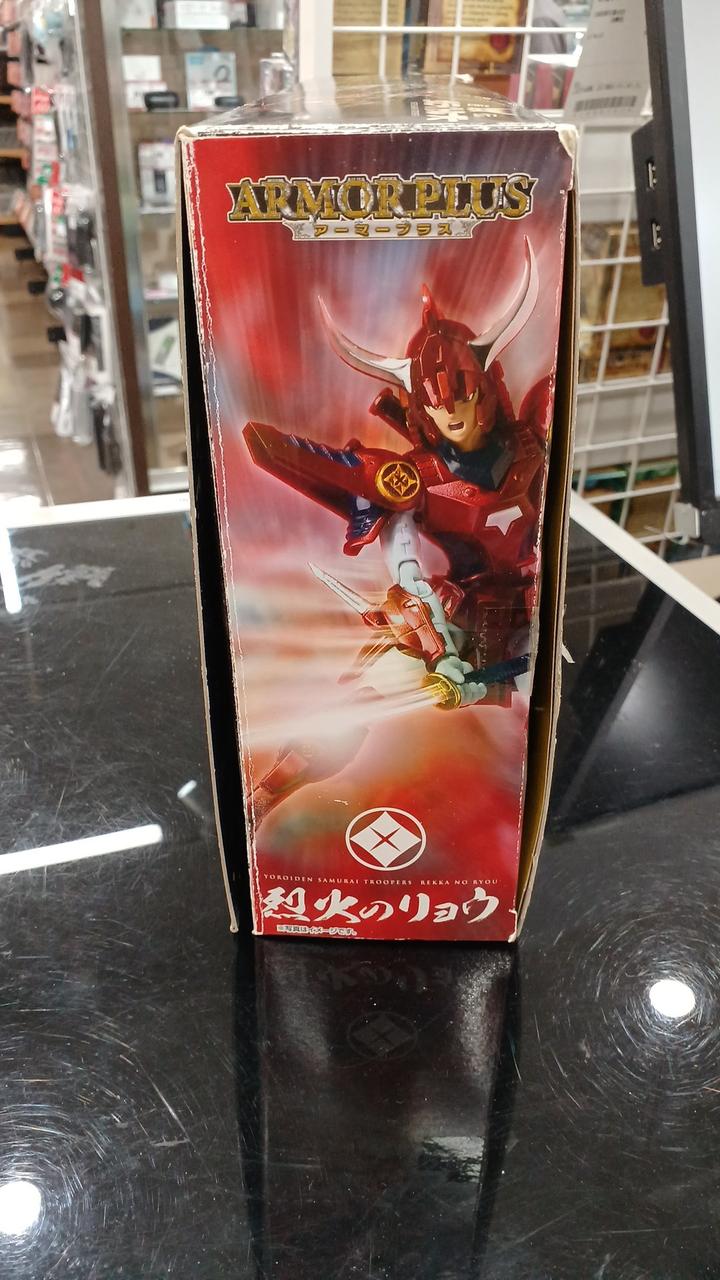 ARMOR PLUS
アーマープラス
YOROIDEN SAMURAI TROOPERS REKKA NO RYOU
烈火のリョウ
※写真はイメージです。